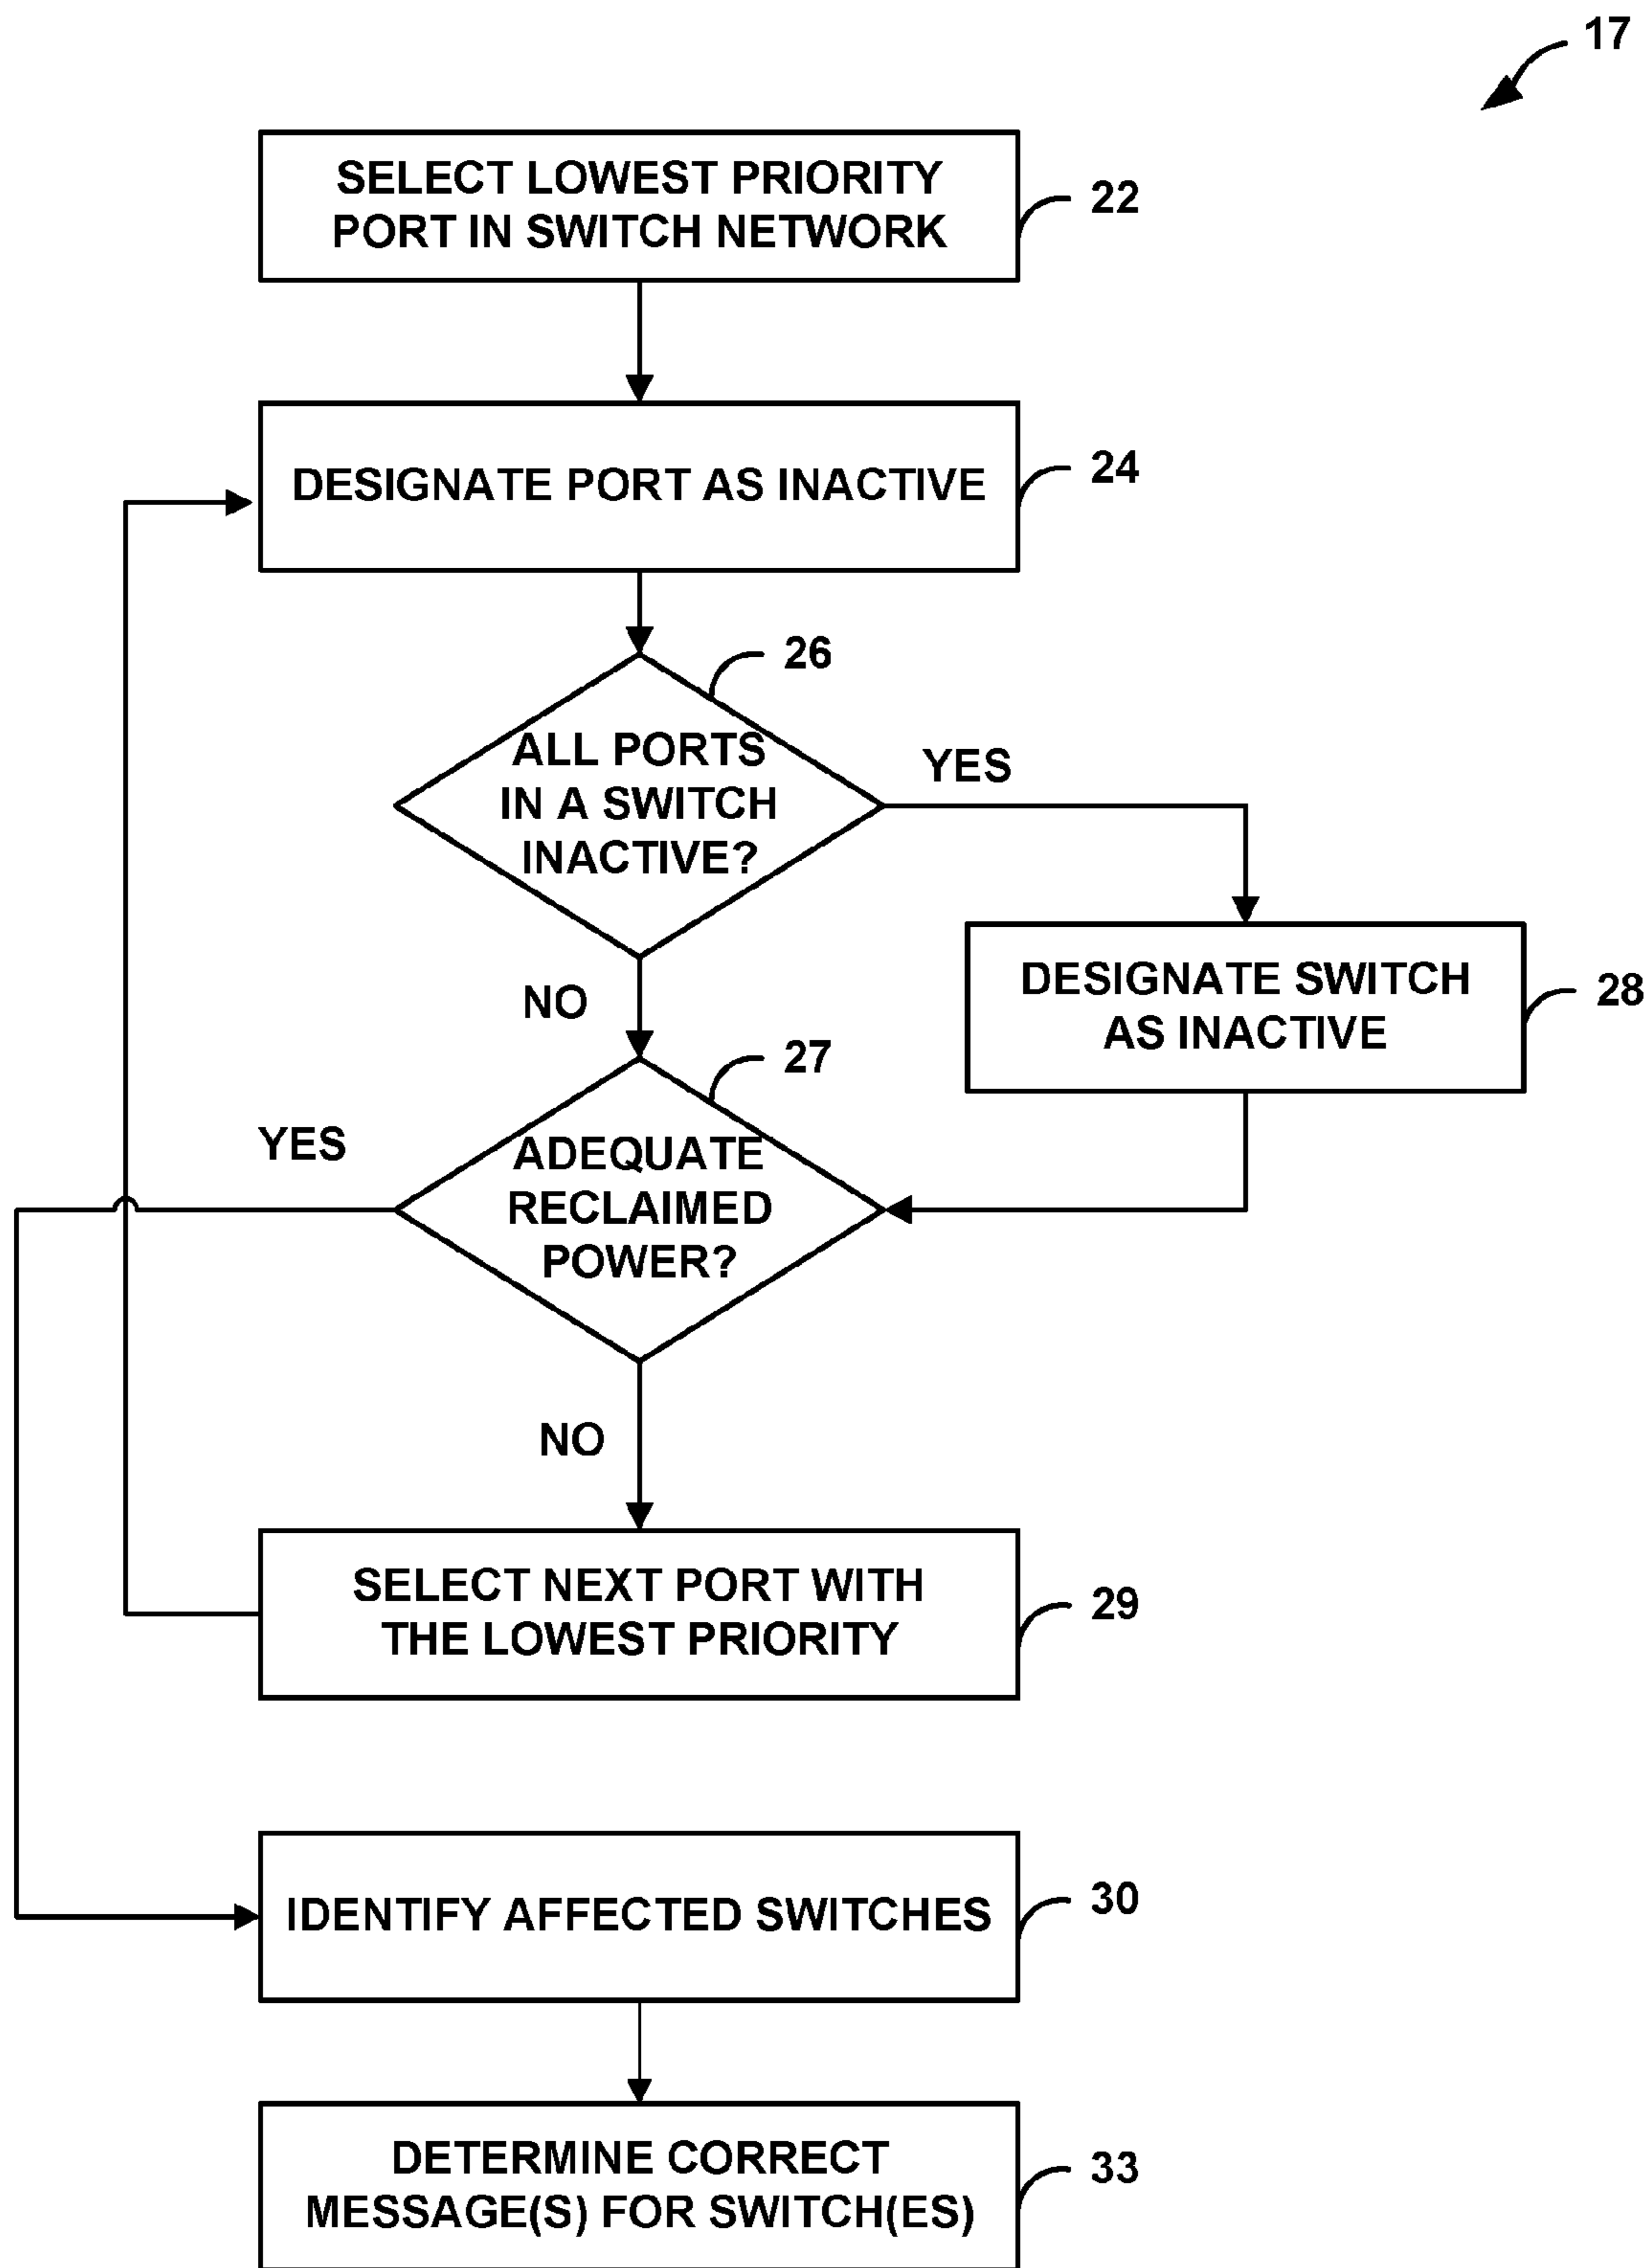 17
SELECT LOWEST PRIORITY
PORT IN SWITCH NETWORK
22
DESIGNATE PORT AS INACTIVE
24
26
ALL PORTS
IN A SWITCH
INACTIVE?
YES
NO
DESIGNATE SWITCH
AS INACTIVE
28
27
ADEQUATE
RECLAIMED
POWER?
YES
NO
SELECT NEXT PORT WITH
THE LOWEST PRIORITY
29
IDENTIFY AFFECTED SWITCHES
30
DETERMINE CORRECT
MESSAGE(S) FOR SWITCH(ES)
33